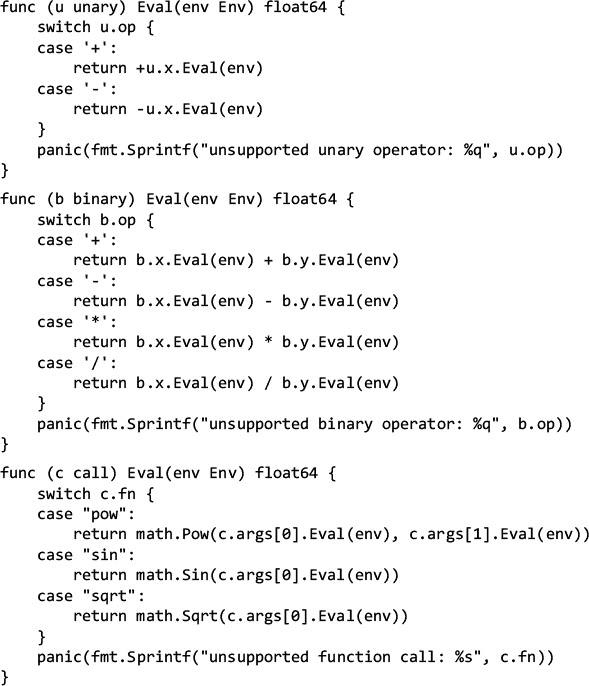 func (u unary) Eval(env Env) float64 {
    switch u.op {
    case '+':
        return +u.x.Eval(env)
    case '-':
        return -u.x.Eval(env)
    }
    panic(fmt.Sprintf("unsupported unary operator: %q", u.op))
}
func (b binary) Eval(env Env) float64 {
    switch b.op {
    case '+':
        return b.x.Eval(env) + b.y.Eval(env)
    case '-':
        return b.x.Eval(env) - b.y.Eval(env)
    case '*':
        return b.x.Eval(env) * b.y.Eval(env)
    case '/':
        return b.x.Eval(env) / b.y.Eval(env)
    }
    panic(fmt.Sprintf("unsupported binary operator: %q", b.op))
}
func (c call) Eval(env Env) float64 {
    switch c.fn {
    case "pow":
        return math.Pow(c.args[0].Eval(env), c.args[1].Eval(env))
    case "sin":
        return math.Sin(c.args[0].Eval(env))
    case "sqrt":
        return math.Sqrt(c.args[0].Eval(env))
    }
    panic(fmt.Sprintf("unsupported function call: %s", c.fn))
}